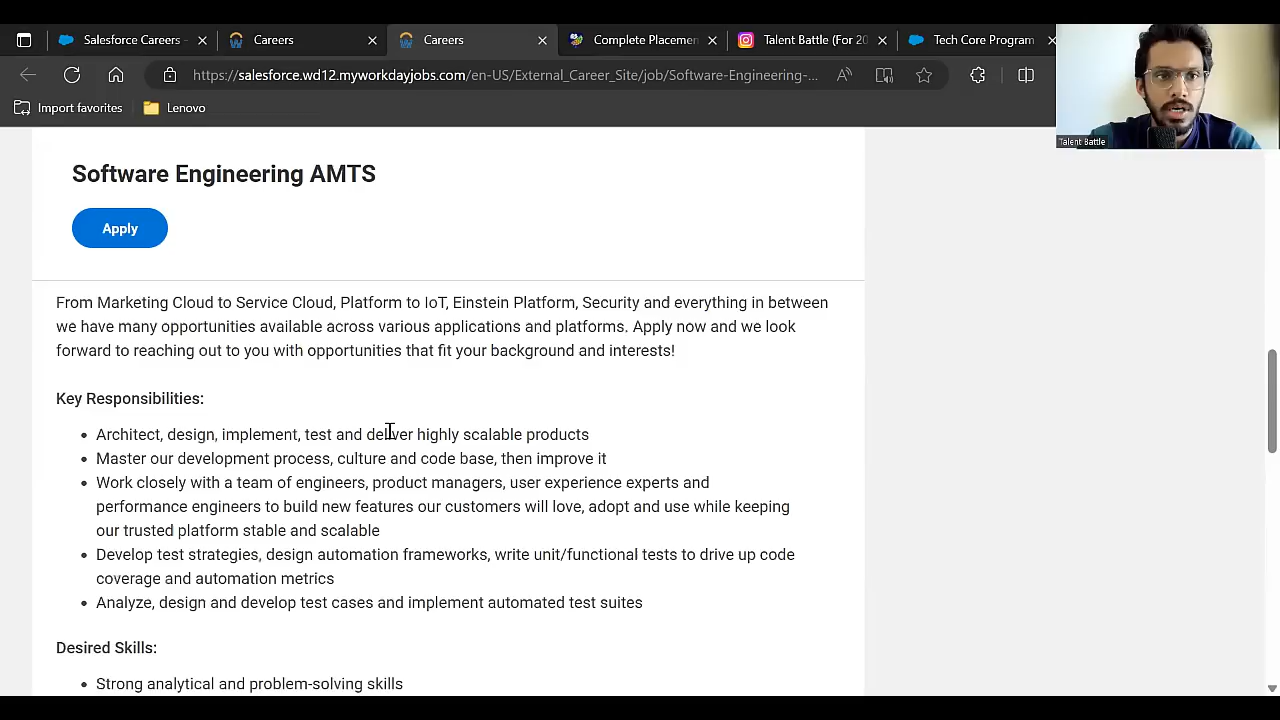 Salesforce Careers -
Careers
Careers
Complete Placemen
Talent Battle (For 20
Tech Core Program
https://salesforce.wd12.myworkdayjobs.com/en-US/External_Career_Site/job/Software-Engineering-...
Import favorites
Lenovo
Talent Battle
Software Engineering AMTS
Apply
From Marketing Cloud to Service Cloud, Platform to IoT, Einstein Platform, Security and everything in between
we have many opportunities available across various applications and platforms. Apply now and we look
forward to reaching out to you with opportunities that fit your background and interests!
Key Responsibilities:
• Architect, design, implement, test and deliver highly scalable products
• Master our development process, culture and code base, then improve it
• Work closely with a team of engineers, product managers, user experience experts and
performance engineers to build new features our customers will love, adopt and use while keeping
our trusted platform stable and scalable
• Develop test strategies, design automation frameworks, write unit/functional tests to drive up code
coverage and automation metrics
• Analyze, design and develop test cases and implement automated test suites
Desired Skills:
• Strong analytical and problem-solving skills